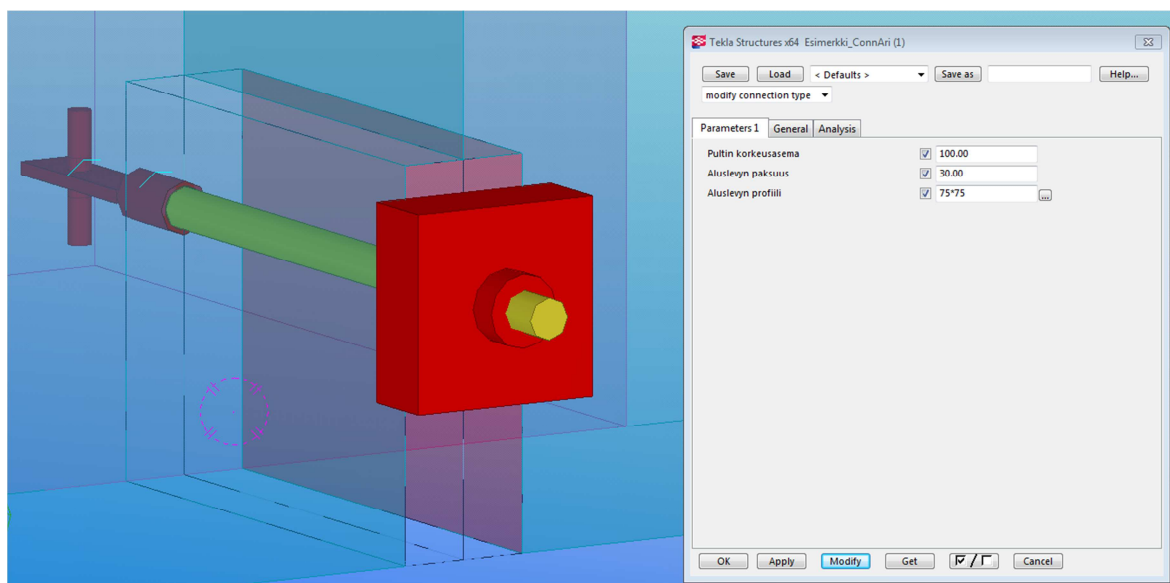 Tekla Structures x64 Esimerkki_ConnAri (1)
Save Load < Defaults > Save as Help...
modify connection type
Parameters 1 General Analysis
Pultin korkeusasema 100.00
Aluslevyn paksuus 30.00
Aluslevyn profiili 75*75 ...
OK Apply Modify Get / Cancel